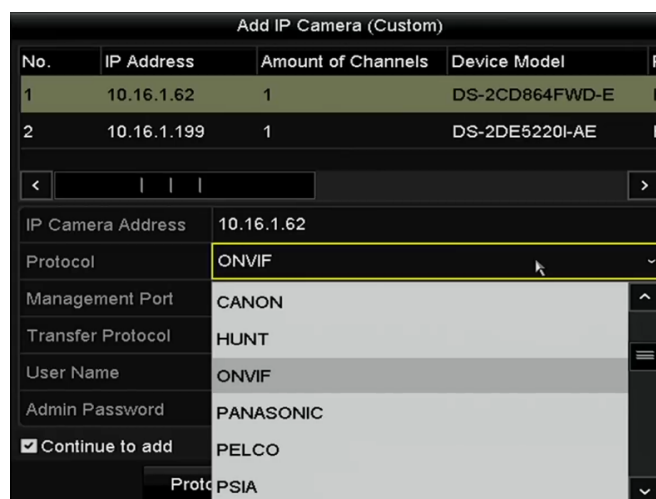 Add IP Camera (Custom)
No. IP Address Amount of Channels Device Model
1 10.16.1.62 1 DS-2CD864FWD-E
2 10.16.1.199 1 DS-2DE5220I-AE
IP Camera Address 10.16.1.62
Protocol ONVIF
Management Port
CANON
Transfer Protocol
HUNT
User Name
ONVIF
Admin Password
PANASONIC
Continue to add
PELCO
PSIA